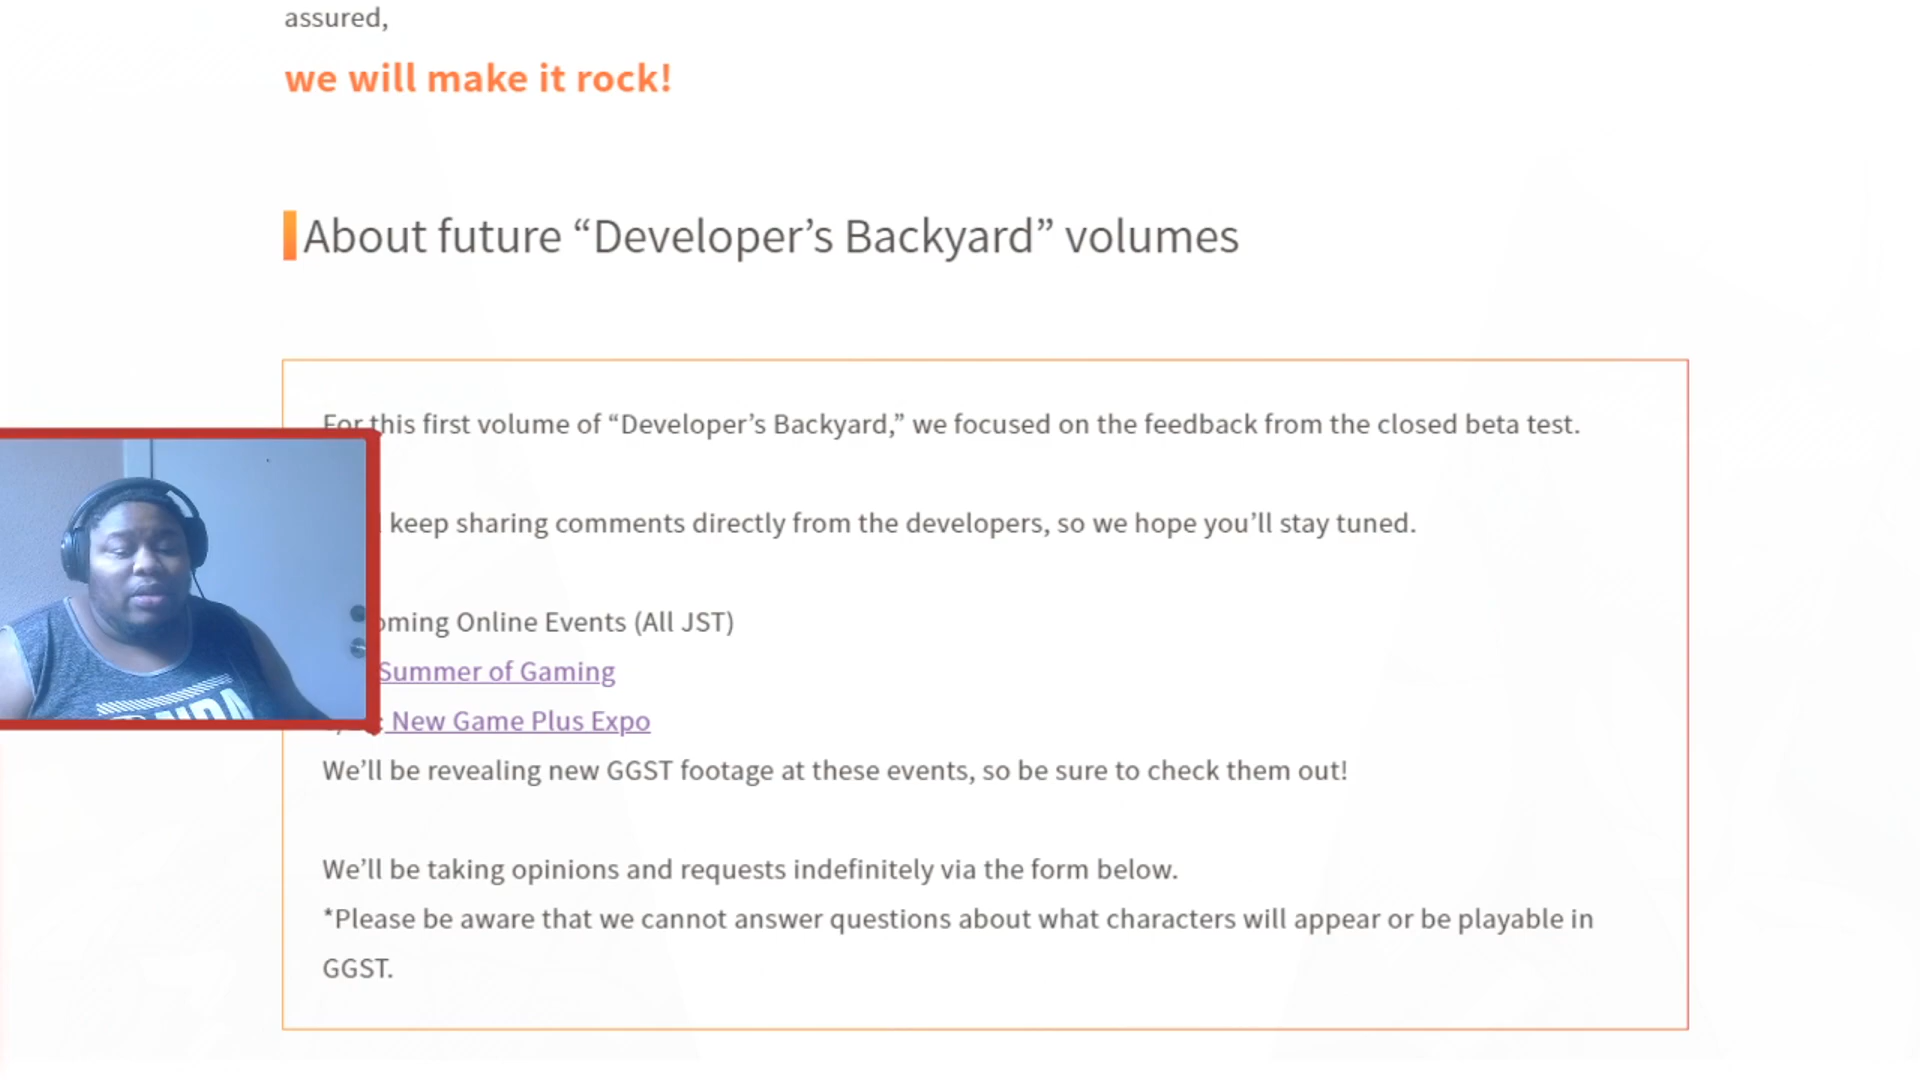 assured,
we will make it rock!
About future “Developer’s Backyard” volumes
For this first volume of “Developer’s Backyard,” we focused on the feedback from the closed beta test.
keep sharing comments directly from the developers, so we hope you’ll stay tuned.
Online Events (All JST)
Summer of Gaming
New Game Plus Expo
We’ll be revealing new GGST footage at these events, so be sure to check them out!
We’ll be taking opinions and requests indefinitely via the form below.
*Please be aware that we cannot answer questions about what characters will appear or be playable in
GGST.